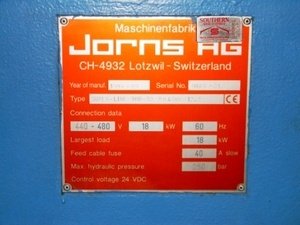 Maschinenfabrik
SOUTHERN
Jorns AG
CH-4932 Lotzwil - Switzerland
Year of manuf.
Serial No.
Type
CE
Connection data
440 - 480 V 18 kW 60 Hz
Largest load 18 kW
Feed cable fuse 40 A slow
Max. hydraulic pressure bar
Control voltage 24 VDC